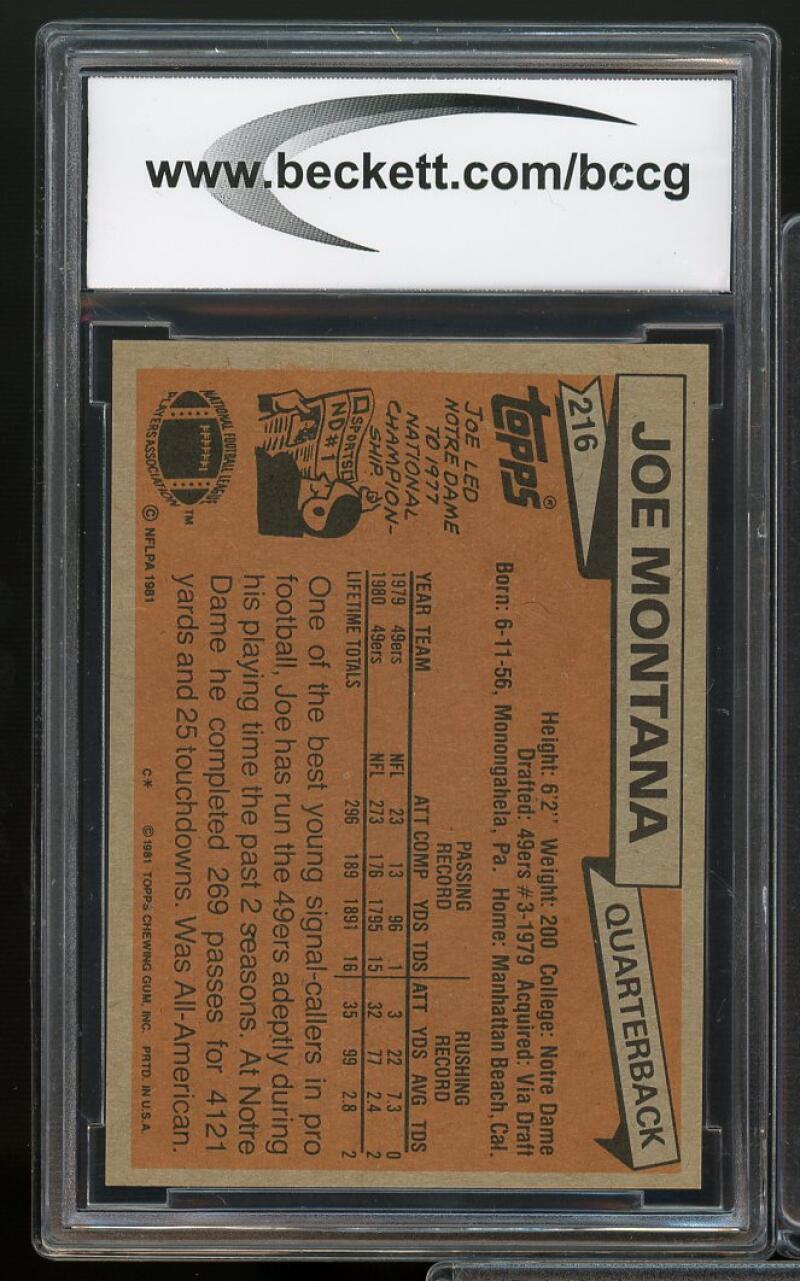 www.beckett.com/bccg
JOE MONTANA
QUARTERBACK
216
topps®
Height: 6'2" Weight: 200 College: Notre Dame
Drafted: 49ers #3-1979 Acquired: Via Draft
Born: 6-11-56, Monongahela, Pa. Home: Manhattan Beach, Cal.
JOE LED
NOTRE DAME
TO 1977
NATIONAL
CHAMPION-
SHIP
SPORTS
ND #1
PASSING RUSHING
RECORD RECORD
YEAR TEAM ATT COMP YDS TDS ATT YDS AVG TDS
1979 49ers NFL 23 13 96 1 3 22 7.3 0
1980 49ers NFL 273 176 1795 15 32 77 2.4 2
LIFETIME TOTALS 296 189 1891 16 35 99 2.8 2
One of the best young signal-callers in pro
football, Joe has run the 49ers adeptly during
his playing time the past 2 seasons. At Notre
Dame he completed 269 passes for 4121
yards and 25 touchdowns. Was All-American.
NATIONAL FOOTBALL LEAGUE
PLAYERS ASSOCIATION
TM
© NFLPA 1981
C* © 1981 TOPPS CHEWING GUM, INC. PRTD. IN U.S.A.